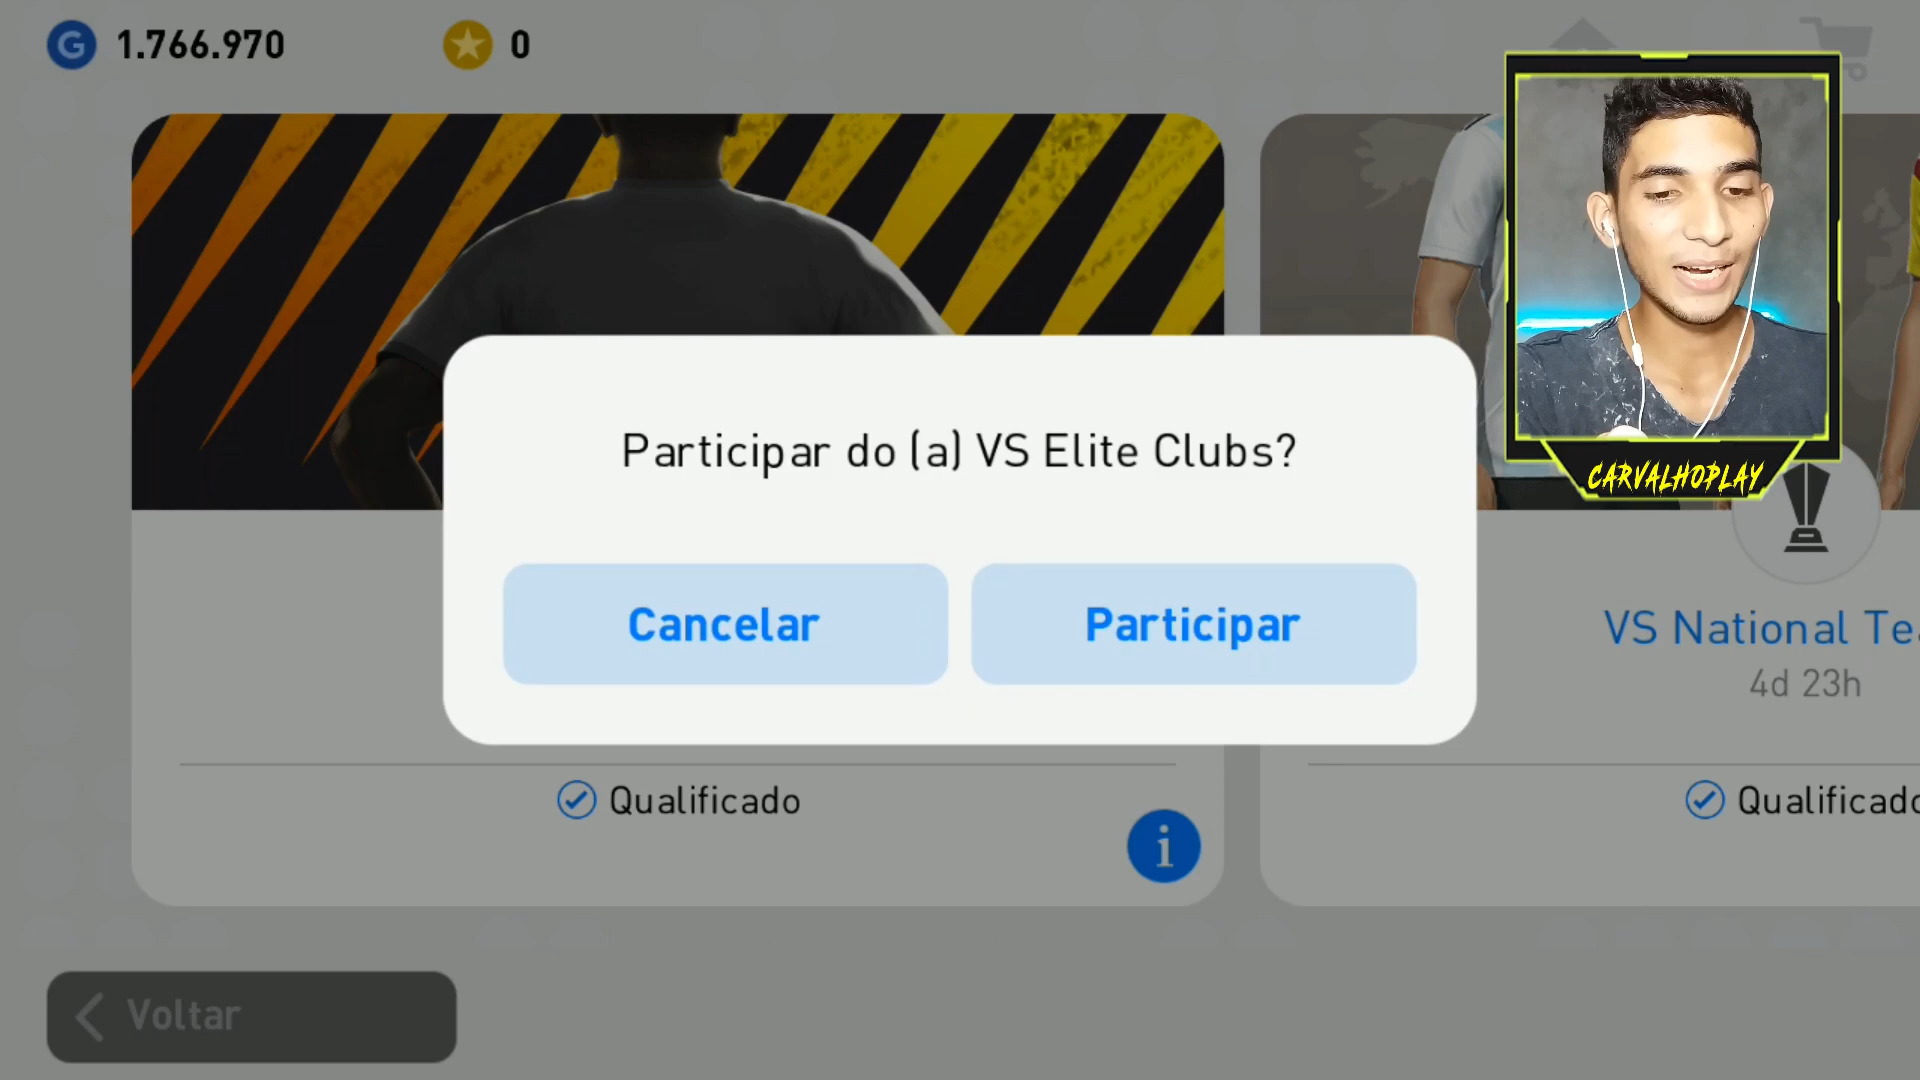 G 1.766.970
0
CARVALHOPLAY
Participar do (a) VS Elite Clubs?
Cancelar
Participar
VS National Te
4d 23h
Qualificado
i
Qualificado
Voltar